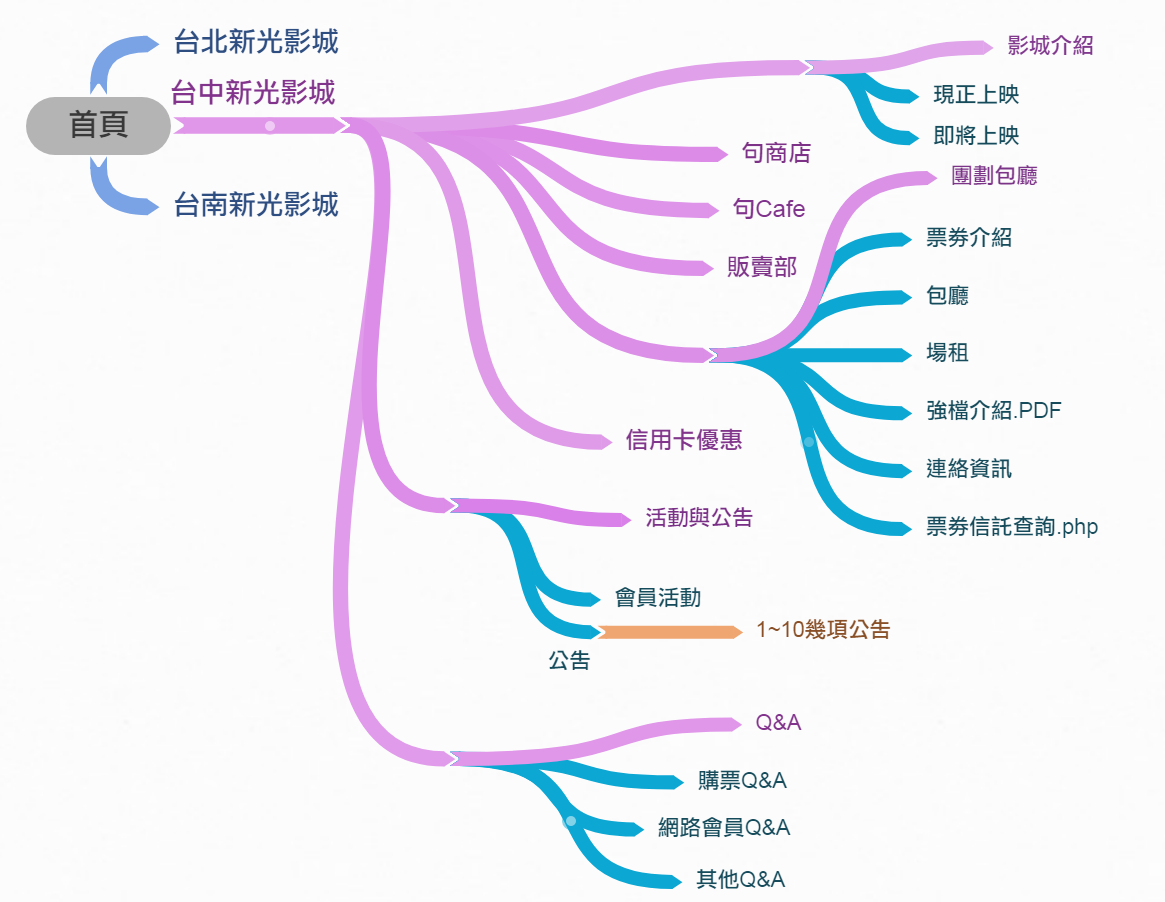 首頁
台北新光影城
台中新光影城
台南新光影城
影城介紹
現正上映
即將上映
句商店
句Cafe
販賣部
團劃包廳
票券介紹
包廳
場租
強檔介紹.PDF
連絡資訊
票券信託查詢.php
信用卡優惠
活動與公告
會員活動
公告
1~10幾項公告
Q&A
購票Q&A
網路會員Q&A
其他Q&A